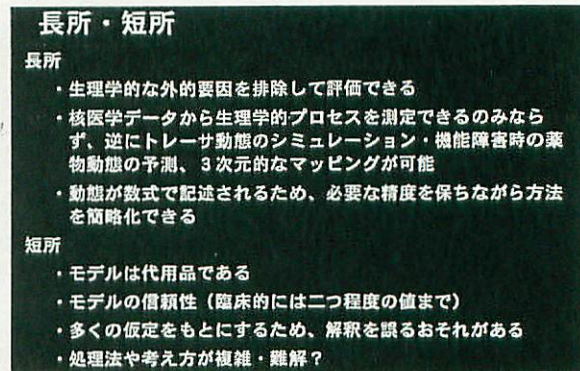 長所・短所
長所
・生理学的な外的要因を排除して評価できる
・核医学データから生理学的プロセスを測定できるのみなら
ず、逆にトレーサ動態のシミュレーション・機能障害時の薬
物動態の予測、３次元的なマッピングが可能
・動態が数式で記述されるため、必要な精度を保ちながら方法
を簡略化できる
短所
・モデルは代用品である
・モデルの信頼性（臨床的には二つ程度の値まで）
・多くの仮定をもとにするため、解釈を誤るおそれがある
・処理法や考え方が複雑・難解？